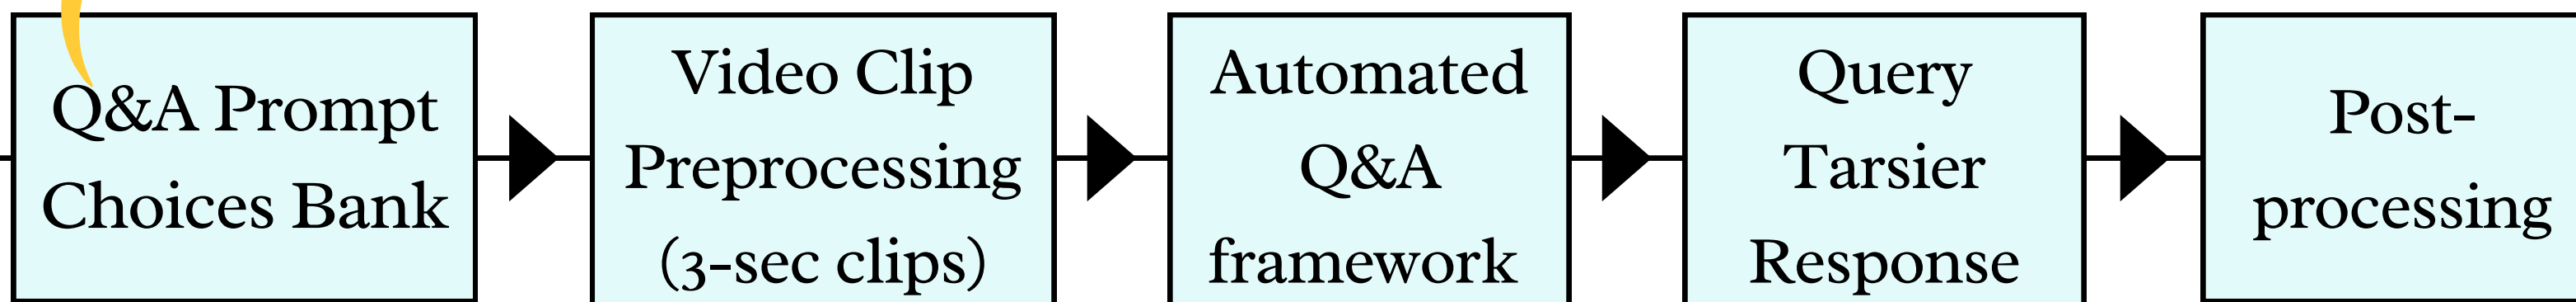 Q&A Prompt
Choices Bank
Video Clip
Preprocessing
(3-sec clips)
Automated
Q&A
framework
Query
Tarsier
Response
Post-
processing